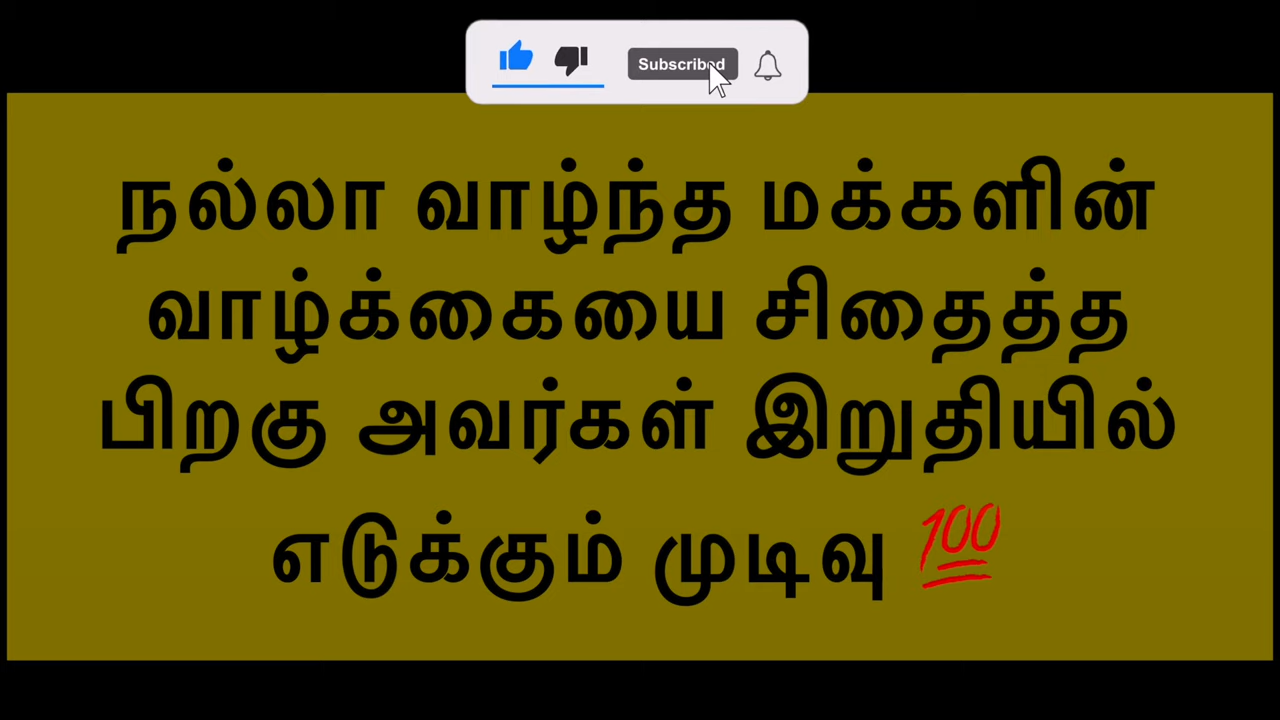 Subscribed
நல்லா வாழ்ந்த மக்களின்
வாழ்க்கையை சிதைத்த
பிறகு அவர்கள் இறுதியில்
எடுக்கும் முடிவு 💯